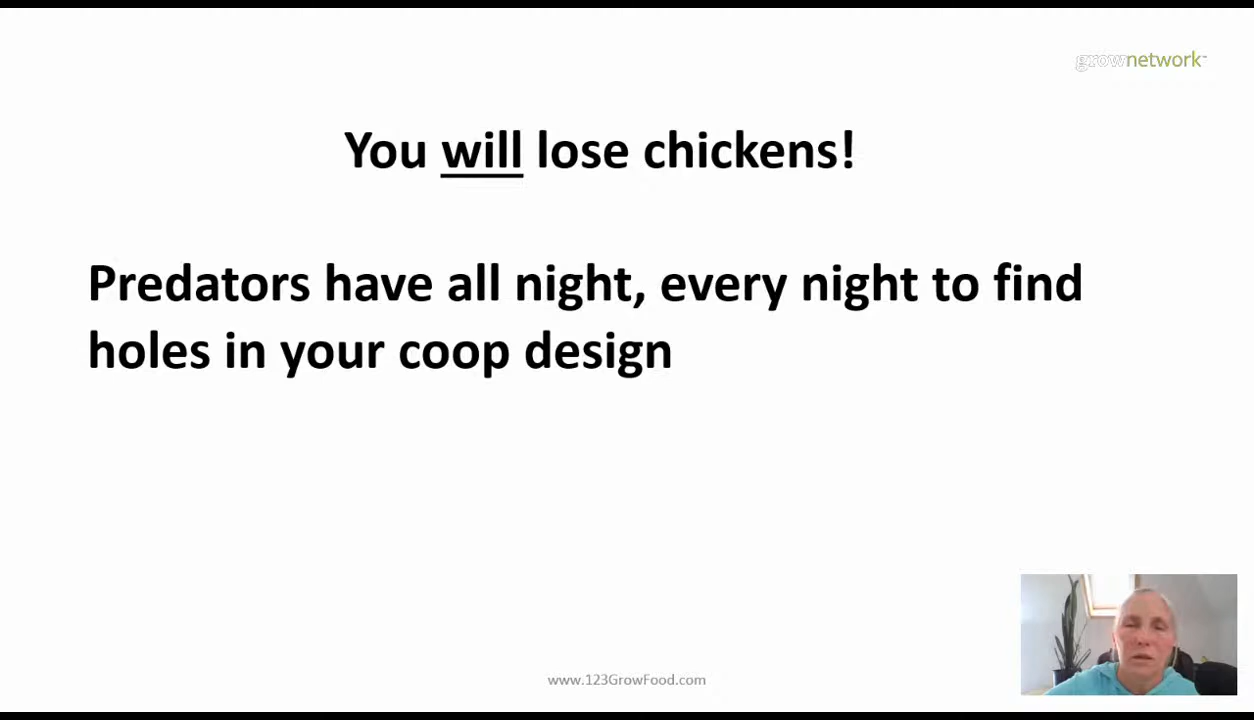 grownetwork™
You will lose chickens!
Predators have all night, every night to find
holes in your coop design
www.123GrowFood.com